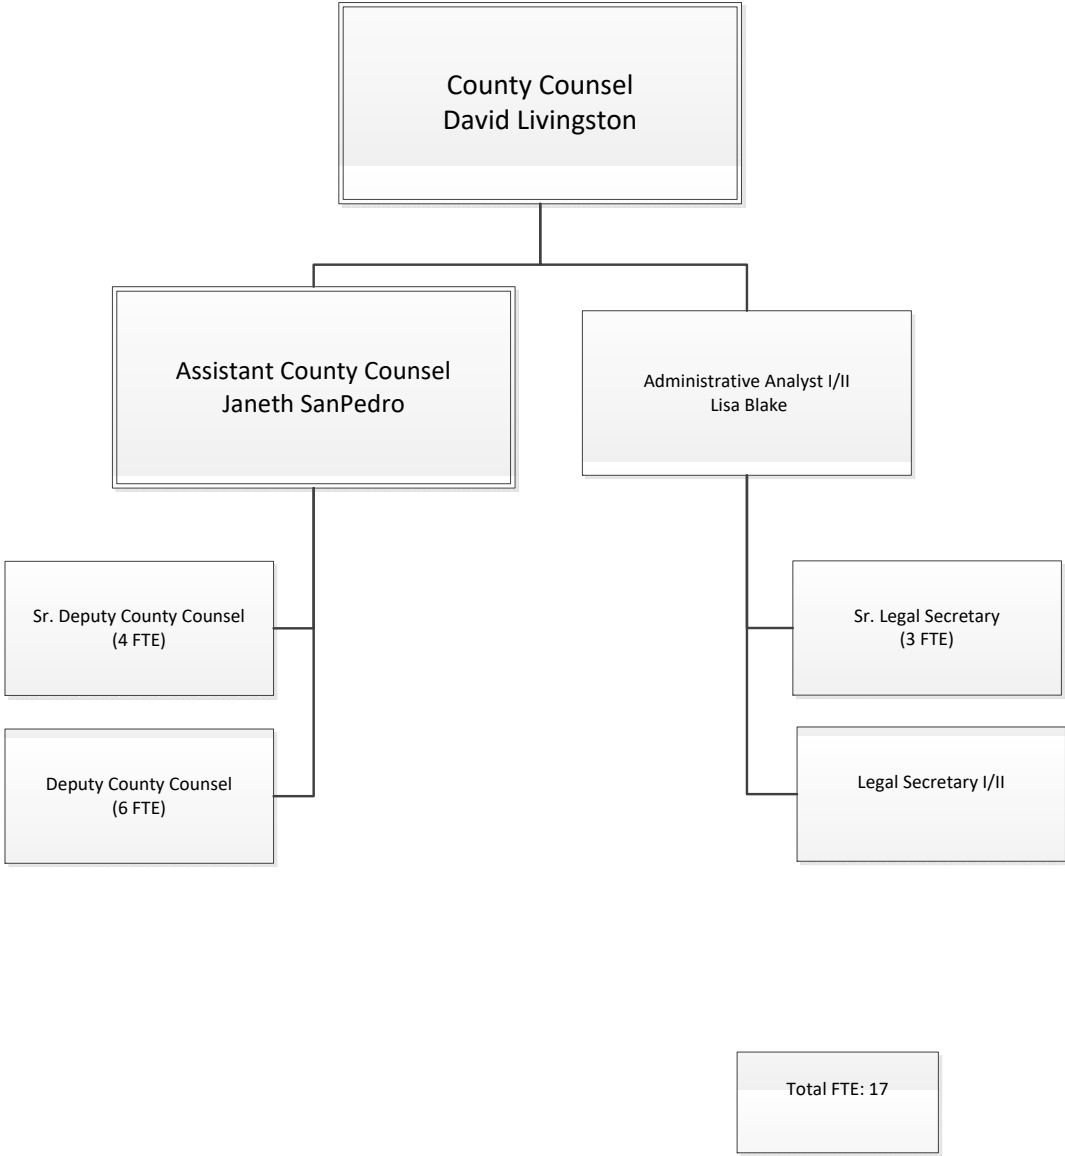 County Counsel
David Livingston
Assistant County Counsel
Janeth SanPedro
Administrative Analyst I/II
Lisa Blake
Sr. Deputy County Counsel
(4 FTE)
Sr. Legal Secretary
(3 FTE)
Deputy County Counsel
(6 FTE)
Legal Secretary I/II
Total FTE: 17